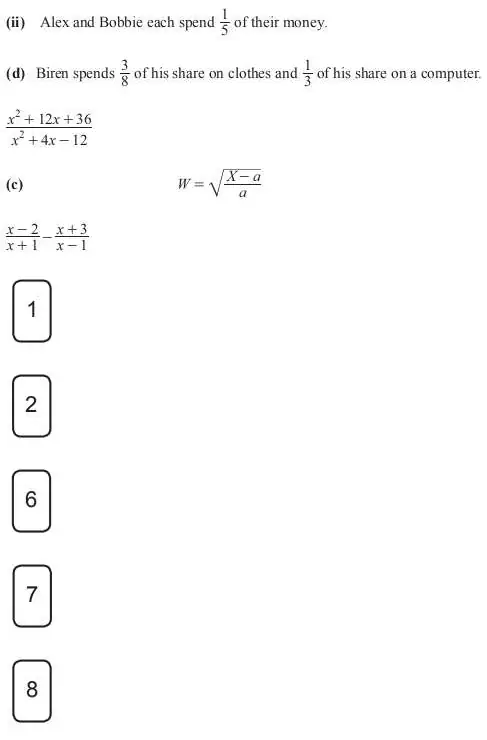 (ii) Alex and Bobbie each spend 1/5 of their money.
(d) Biren spends 3/8 of his share on clothes and 1/3 of his share on a computer.
(x² + 12x + 36)/(x² + 4x − 12)
(c) W = √((X − a)/a)
(x − 2)/(x + 1) − (x + 3)/(x − 1)
1
2
6
7
8